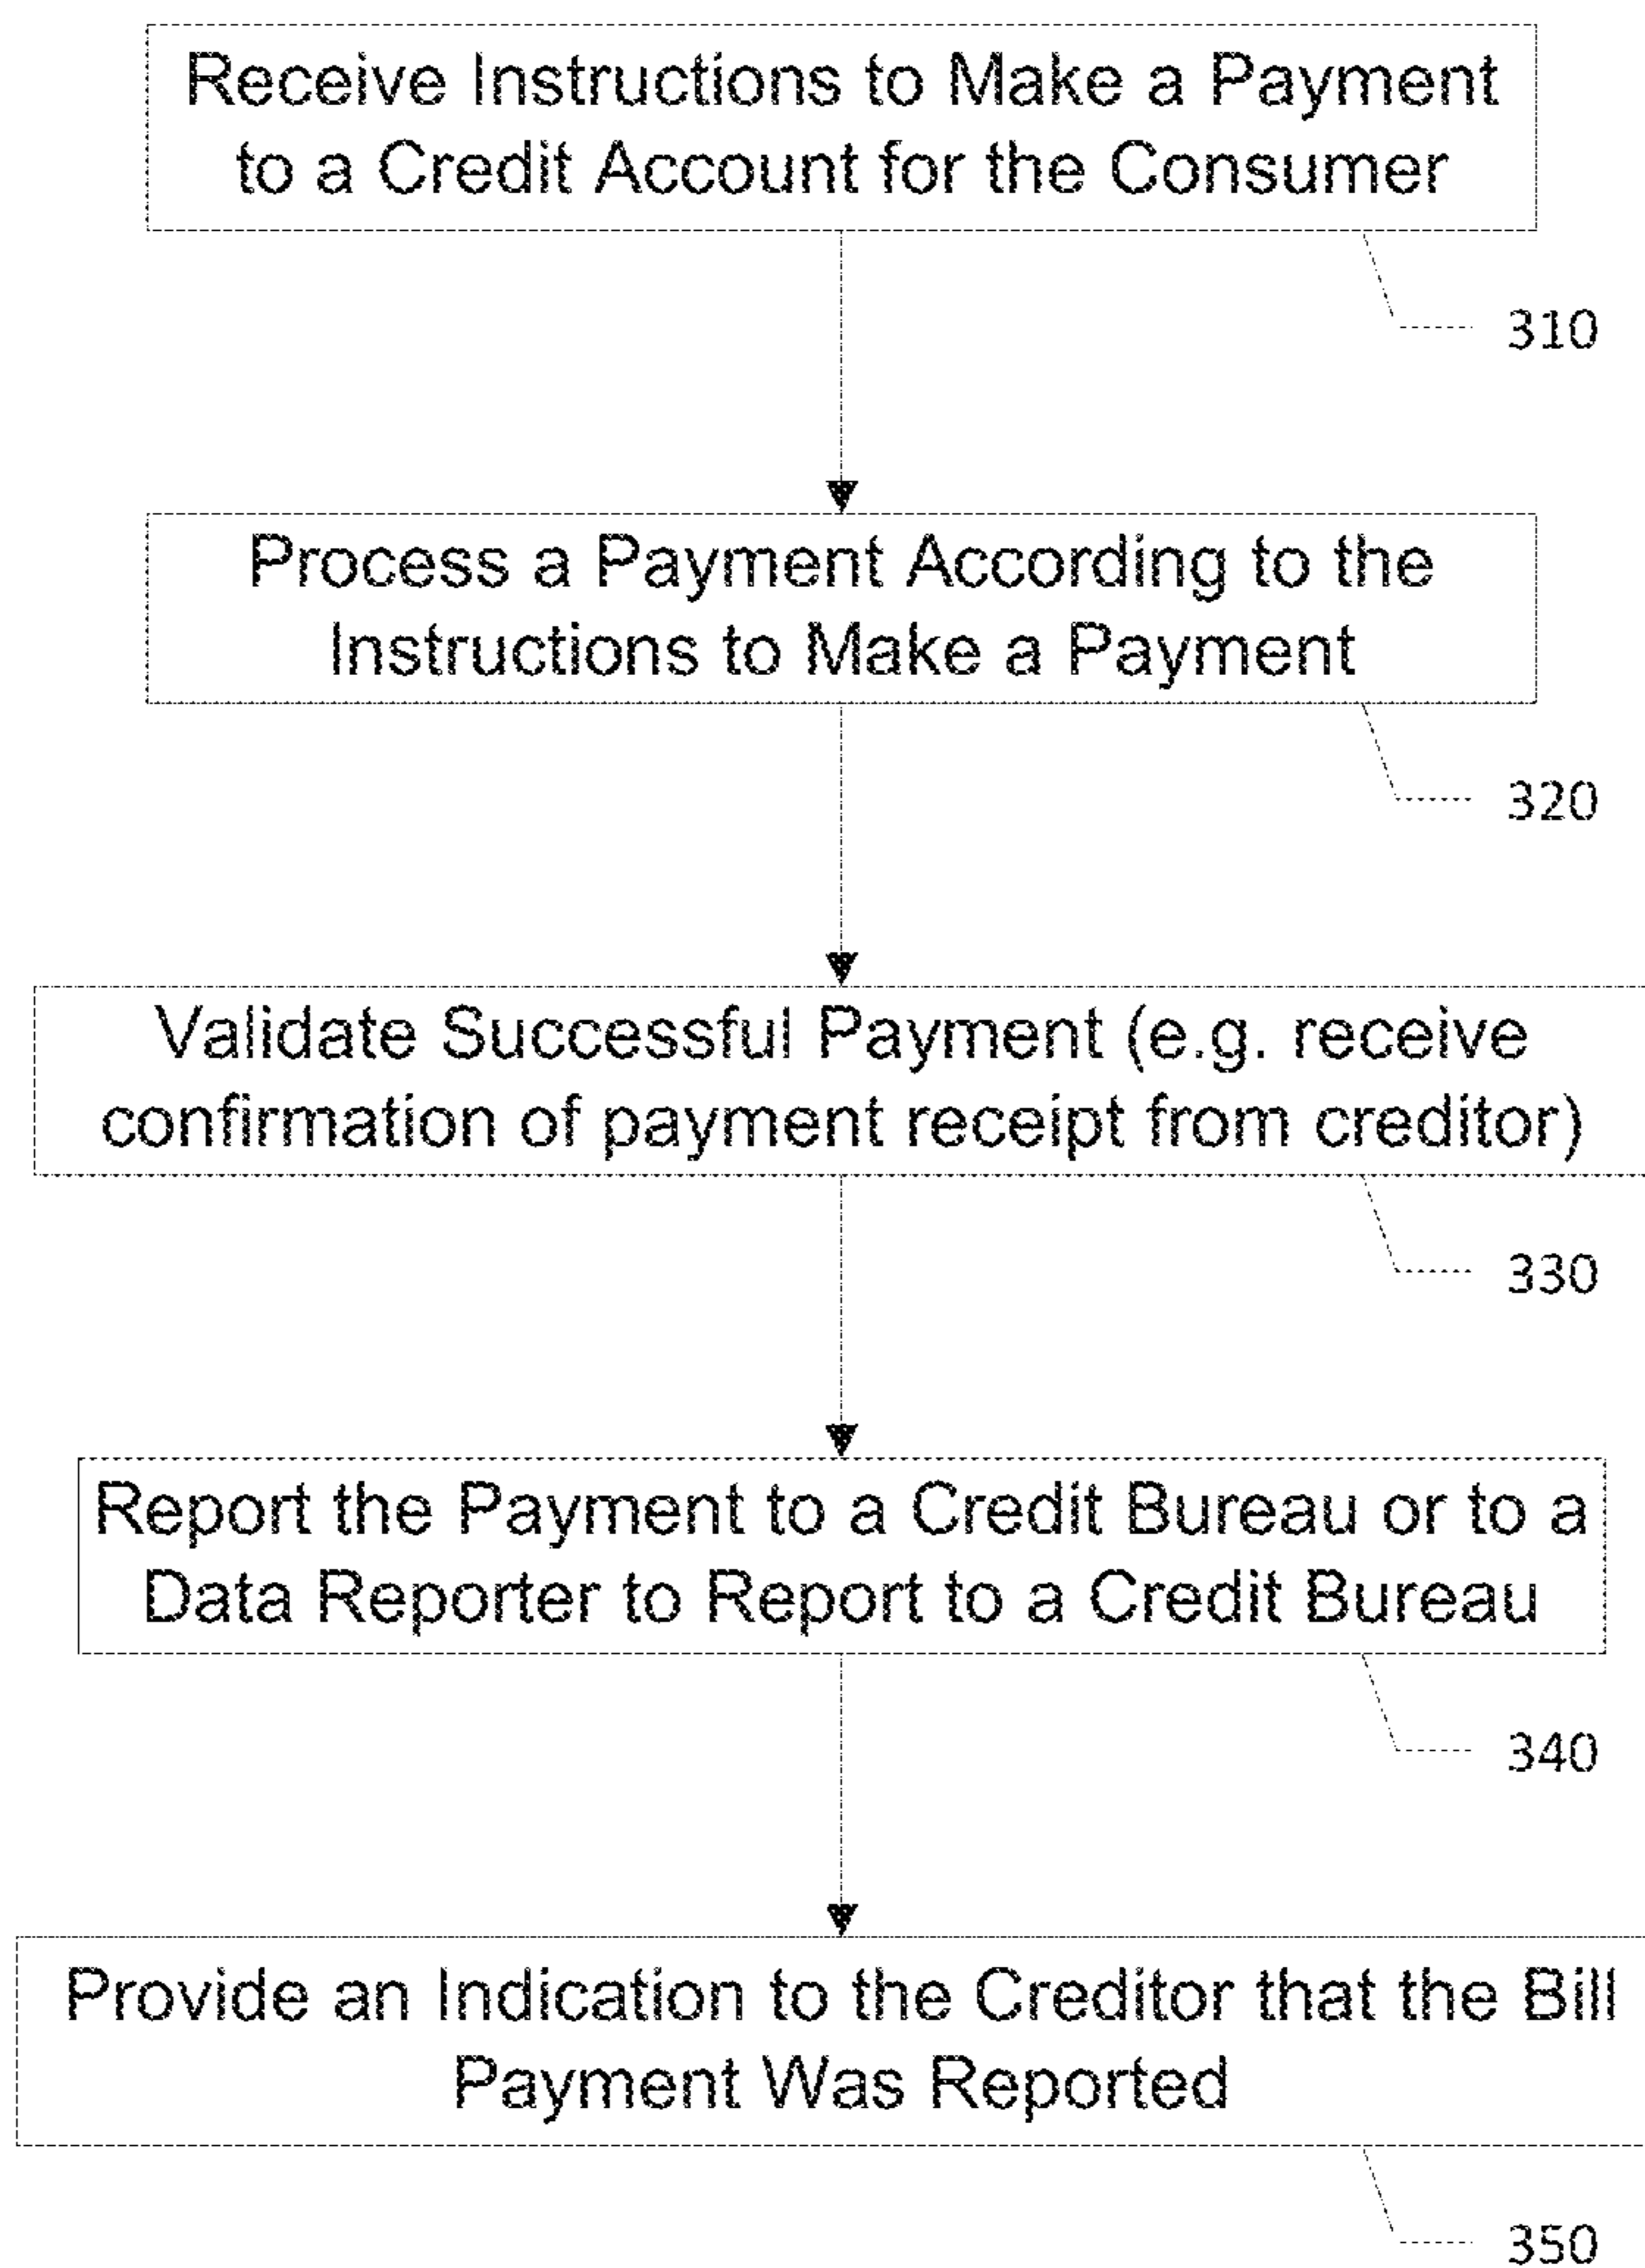 Receive Instructions to Make a Payment
to a Credit Account for the Consumer
310
Process a Payment According to the
Instructions to Make a Payment
320
Validate Successful Payment (e.g. receive
confirmation of payment receipt from creditor)
330
Report the Payment to a Credit Bureau or to a
Data Reporter to Report to a Credit Bureau
340
Provide an Indication to the Creditor that the Bill
Payment Was Reported
350